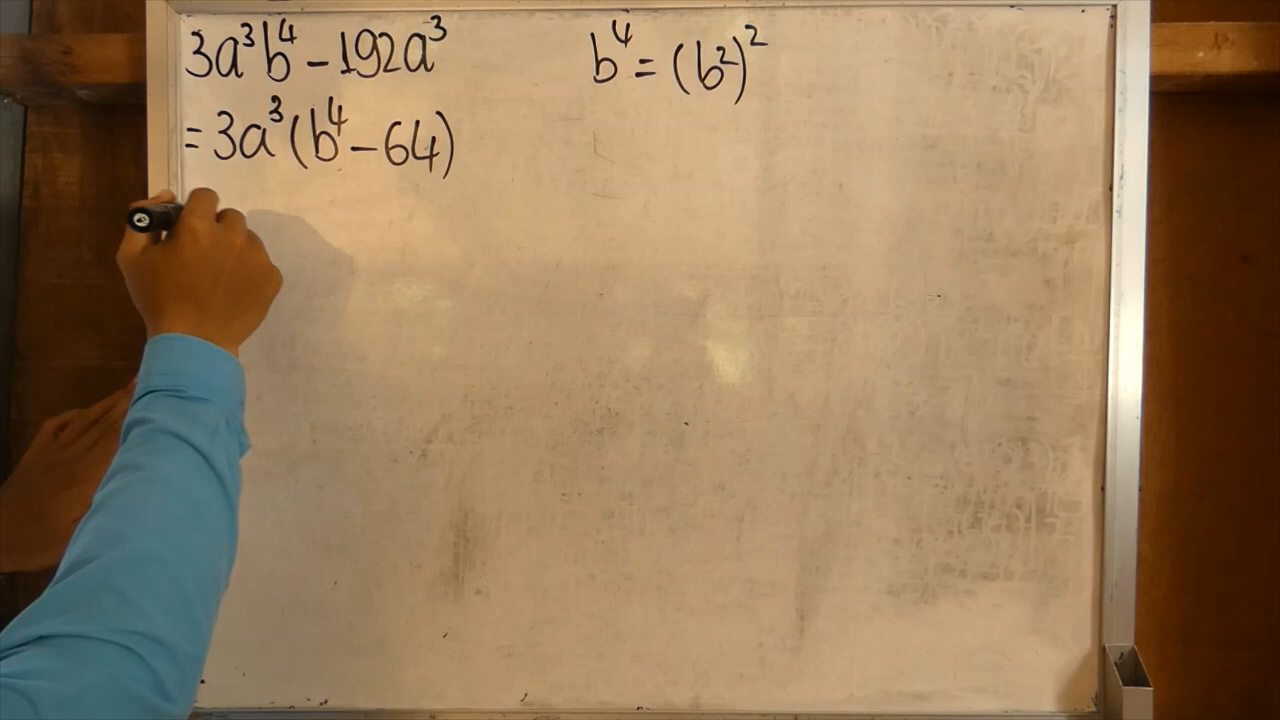 3a³b⁴ - 192a³
b⁴ = (b²)²
= 3a³(b⁴ - 64)